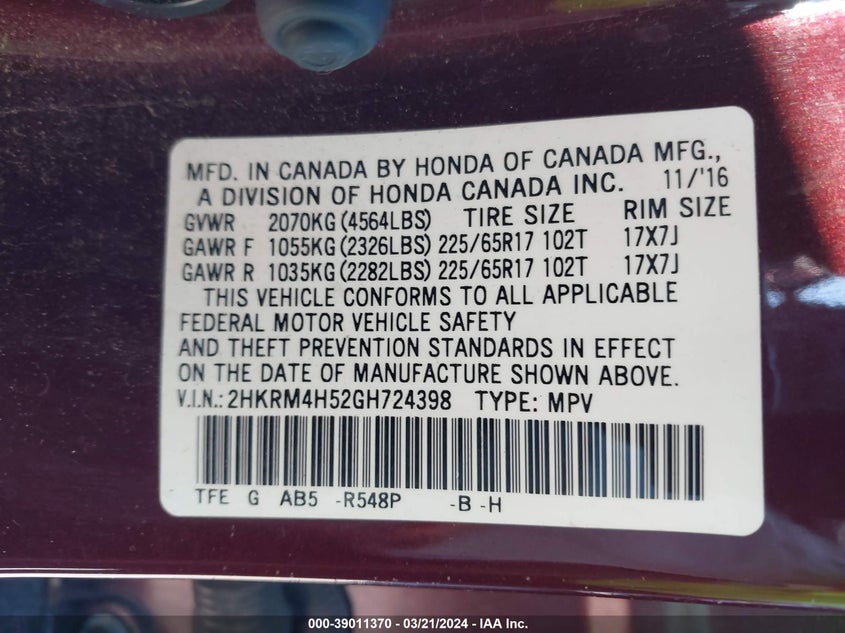 MFD. IN CANADA BY HONDA OF CANADA MFG.,
A DIVISION OF HONDA CANADA INC. 11/'16
GVWR 2070KG(4564LBS) TIRE SIZE RIM SIZE
GAWR F 1055KG(2326LBS) 225/65R17 102T 17X7J
GAWR R 1035KG(2282LBS) 225/65R17 102T 17X7J
THIS VEHICLE CONFORMS TO ALL APPLICABLE
FEDERAL MOTOR VEHICLE SAFETY
AND THEFT PREVENTION STANDARDS IN EFFECT
ON THE DATE OF MANUFACTURE SHOWN ABOVE.
V.I.N.: 2HKRM4H52GH724398 TYPE: MPV
TFE G AB5 -R548P -B -H
000-39011370 - 03/21/2024 - IAA Inc.